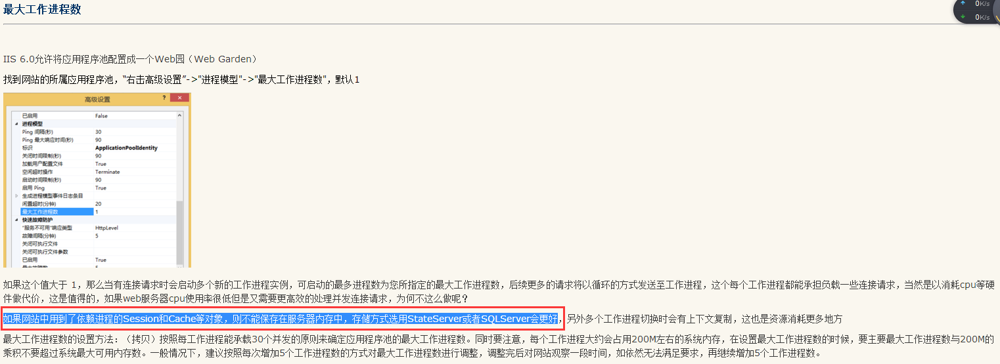 最大工作进程数
0K/s
0K/s
IIS 6.0允许将应用程序池配置成一个Web园（Web Garden）
找到网站的所属应用程序池，“右击高级设置”->"进程模型"->"最大工作进程数"，默认1
高级设置
?
已启用 False
进程模型
Ping 间隔(秒) 30
Ping 最大响应时间(秒) 90
标识 ApplicationPoolIdentity
关闭时间限制(秒) 90
加载用户配置文件 True
空闲超时操作 Terminate
启动时间限制(秒) 90
启用 Ping True
生成进程模型事件日志条目
闲置超时(分钟) 20
最大工作进程数 1
快速故障防护
"服务不可用"响应类型 HttpLevel
故障间隔(分钟) 5
关闭可执行文件
关闭可执行文件参数
已启用 True
如果这个值大于 1，那么当有连接请求时会启动多个新的工作进程实例，可启动的最多进程数为您所指定的最大工作进程数，后续更多的请求将以循环的方式发送至工作进程，这个每个工作进程都能承担负载一些连接请求，当然是以消耗cpu等硬
件做代价，这是值得的，如果web服务器cpu使用率很低但是又需要更高效的处理并发连接请求，为何不这么做呢？
如果网站中用到了依赖进程的Session和Cache等对象，则不能保存在服务器内存中，存储方式选用StateServer或者SQLServer会更好，另外多个工作进程切换时会有上下文复制，这也是资源消耗更多地方
最大工作进程数的设置方法：（拷贝）按照每工作进程能承载30个并发的原则来确定应用程序池的最大工作进程数。同时要注意，每个工作进程大约会占用200M左右的系统内存，在设置最大工作进程数的时候，要主要最大工作进程数与200M的
乘积不要超过系统最大可用内存数。一般情况下，建议按照每次增加5个工作进程数的方式对最大工作进程数进行调整，调整完后对网站观察一段时间，如依然无法满足要求，再继续增加5个工作进程数。